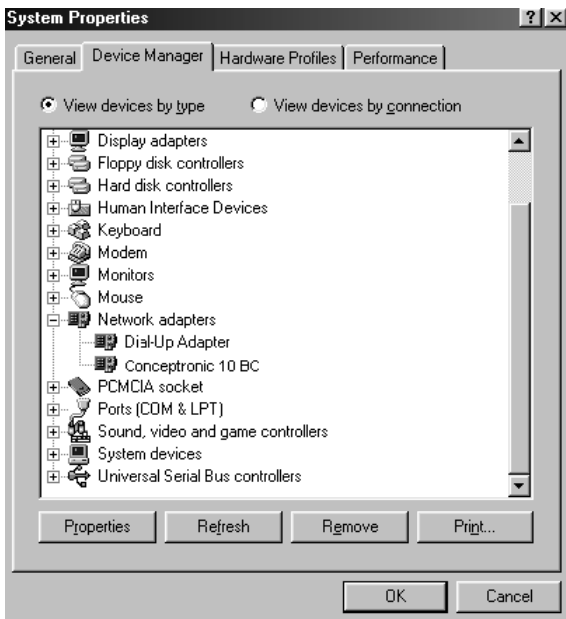 System Properties
General Device Manager Hardware Profiles Performance
View devices by type View devices by connection
Display adapters
Floppy disk controllers
Hard disk controllers
Human Interface Devices
Keyboard
Modem
Monitors
Mouse
Network adapters
Dial-Up Adapter
Conceptronic 10 BC
PCMCIA socket
Ports (COM & LPT)
Sound, video and game controllers
System devices
Universal Serial Bus controllers
Properties Refresh Remove Print...
OK Cancel